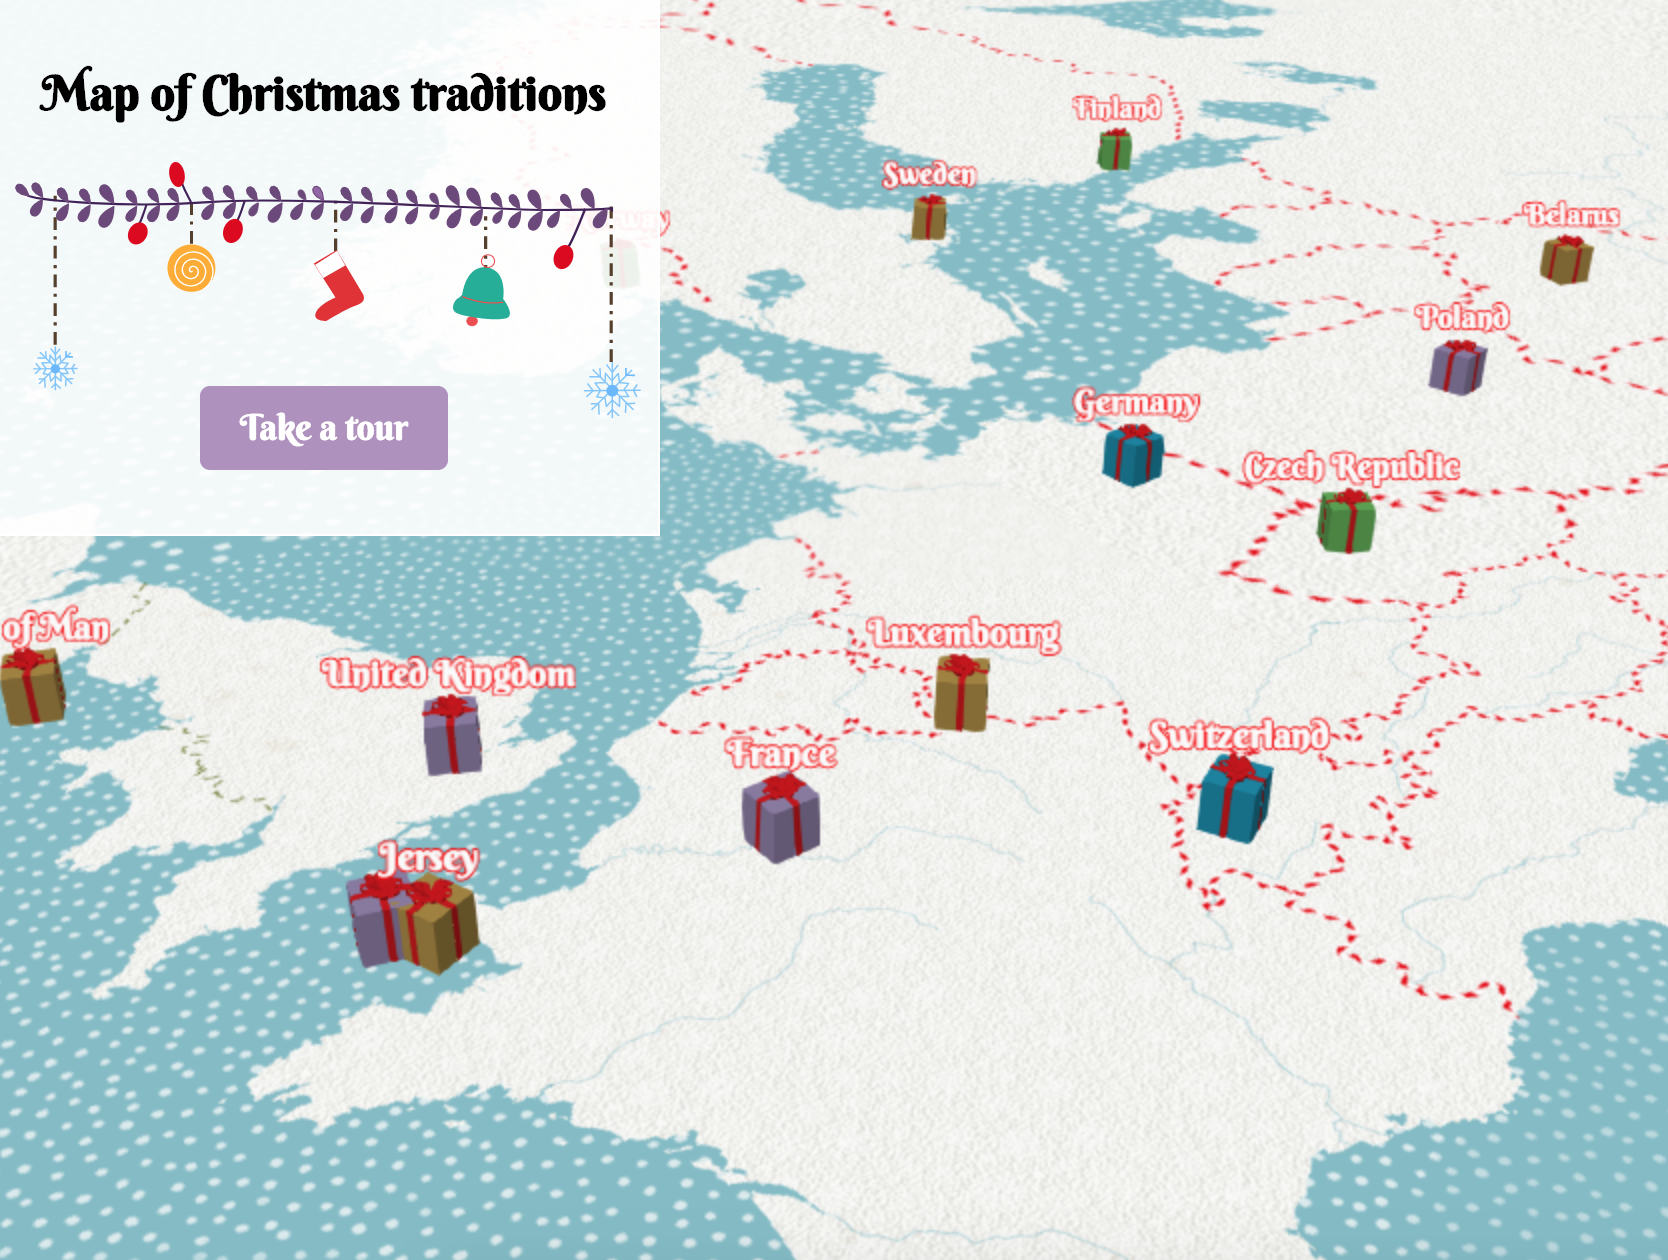 Map of Christmas traditions
Take a tour
Finland
Sweden
Belarus
Poland
Germany
Czech Republic
of Man
Luxembourg
United Kingdom
Switzerland
France
Jersey